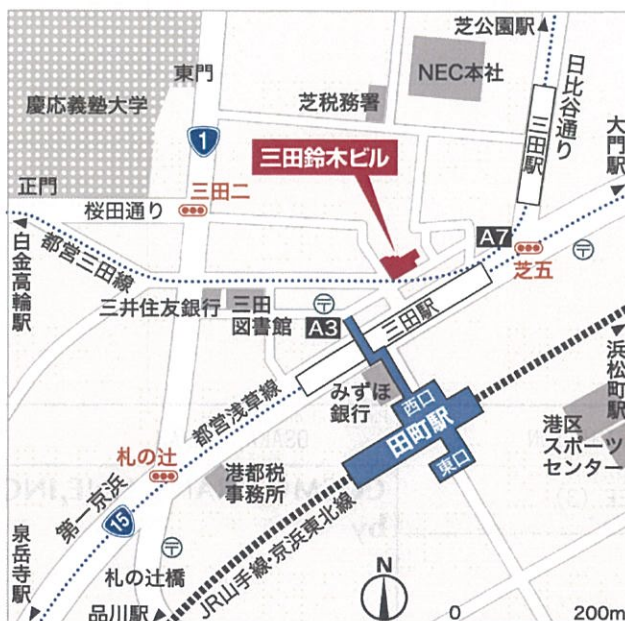 芝公園駅
東門
NEC本社
日比谷通り
慶応義塾大学
芝税務署
三田駅
大門駅
1
三田鈴木ビル
正門
三田二
桜田通り
A7
白金高輪駅
都営三田線
芝五
三井住友銀行
三田
図書館
A3
三田駅
浜松町駅
みずほ
銀行
西口
田町駅
東口
港区
スポーツ
センター
都営浅草線
札の辻
港都税
事務所
第一京浜
15
泉岳寺駅
札の辻橋
品川駅
JR山手線・京浜東北線
N
0 200m